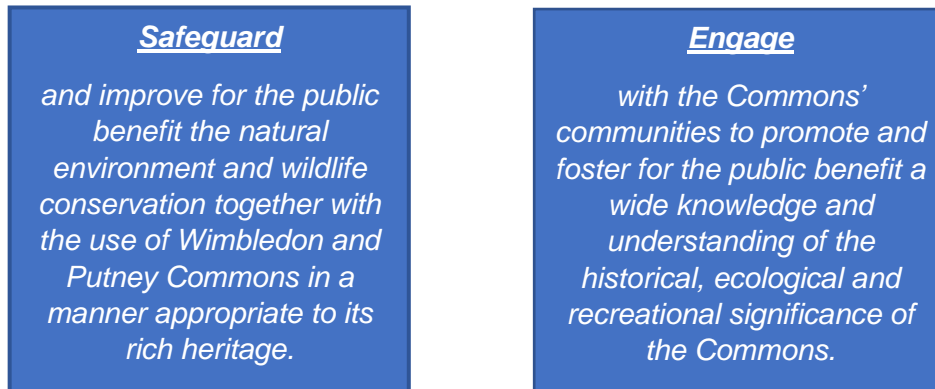 Safeguard
and improve for the public
benefit the natural
environment and wildlife
conservation together with
the use of Wimbledon and
Putney Commons in a
manner appropriate to its
rich heritage.
Engage
with the Commons’
communities to promote and
foster for the public benefit a
wide knowledge and
understanding of the
historical, ecological and
recreational significance of
the Commons.